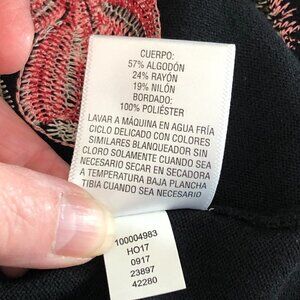 CUERPO:
57% ALGODÓN
24% RAYÓN
19% NILÓN
BORDADO:
100% POLIÉSTER
LAVAR A MÁQUINA EN AGUA FRÍA
CICLO DELICADO CON COLORES
SIMILARES BLANQUEADOR SIN
CLORO SOLAMENTE CUANDO SEA
NECESARIO SECAR EN SECADORA
A TEMPERATURA BAJA PLANCHA
TIBIA CUANDO SEA NECESARIO
100004983
HO17
0917
23897
42280